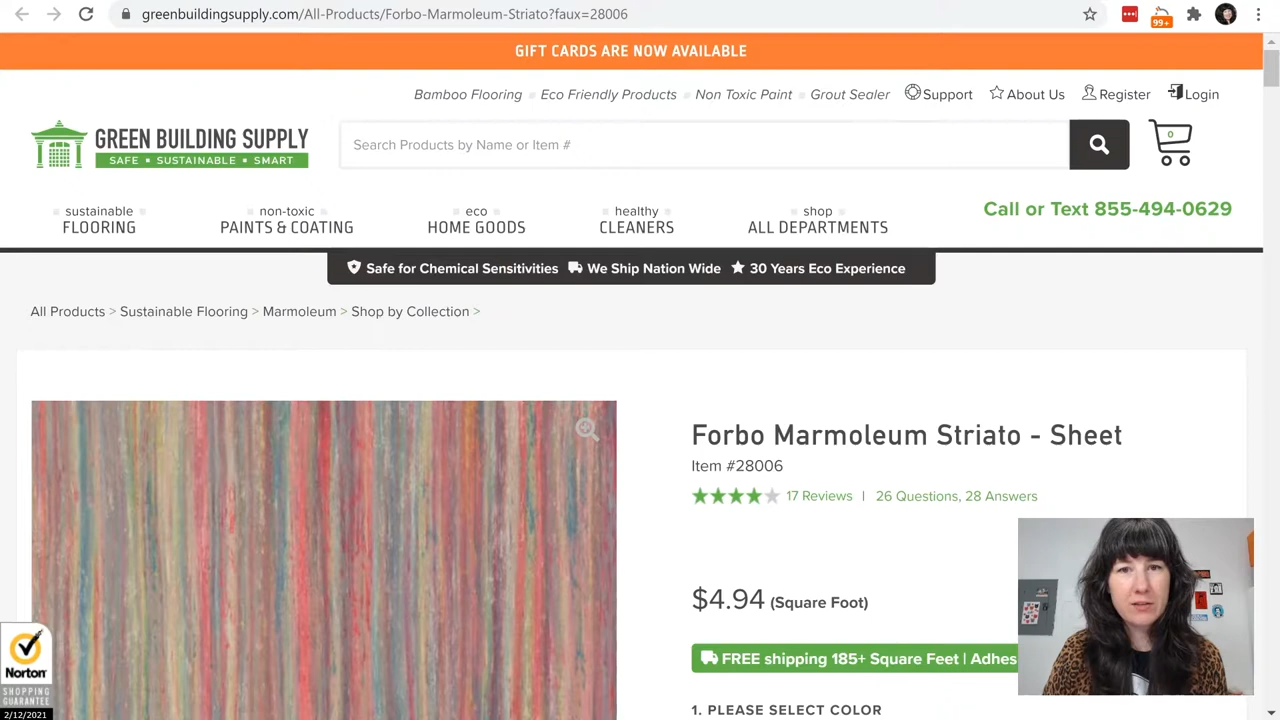 greenbuildingsupply.com/All-Products/Forbo-Marmoleum-Striato?faux=28006
99+
GIFT CARDS ARE NOW AVAILABLE
Bamboo Flooring Eco Friendly Products Non Toxic Paint Grout Sealer Support About Us Register Login
GREEN BUILDING SUPPLY
SAFE ▪ SUSTAINABLE ▪ SMART
Search Products by Name or Item #
0
sustainable
FLOORING
non-toxic
PAINTS & COATING
eco
HOME GOODS
healthy
CLEANERS
shop
ALL DEPARTMENTS
Call or Text 855-494-0629
Safe for Chemical Sensitivities We Ship Nation Wide 30 Years Eco Experience
All Products > Sustainable Flooring > Marmoleum > Shop by Collection >
Forbo Marmoleum Striato - Sheet
Item #28006
17 Reviews | 26 Questions, 28 Answers
$4.94 (Square Foot)
FREE shipping 185+ Square Feet | Adhes
1. PLEASE SELECT COLOR
Norton
SHOPPING
GUARANTEE
2/12/2021